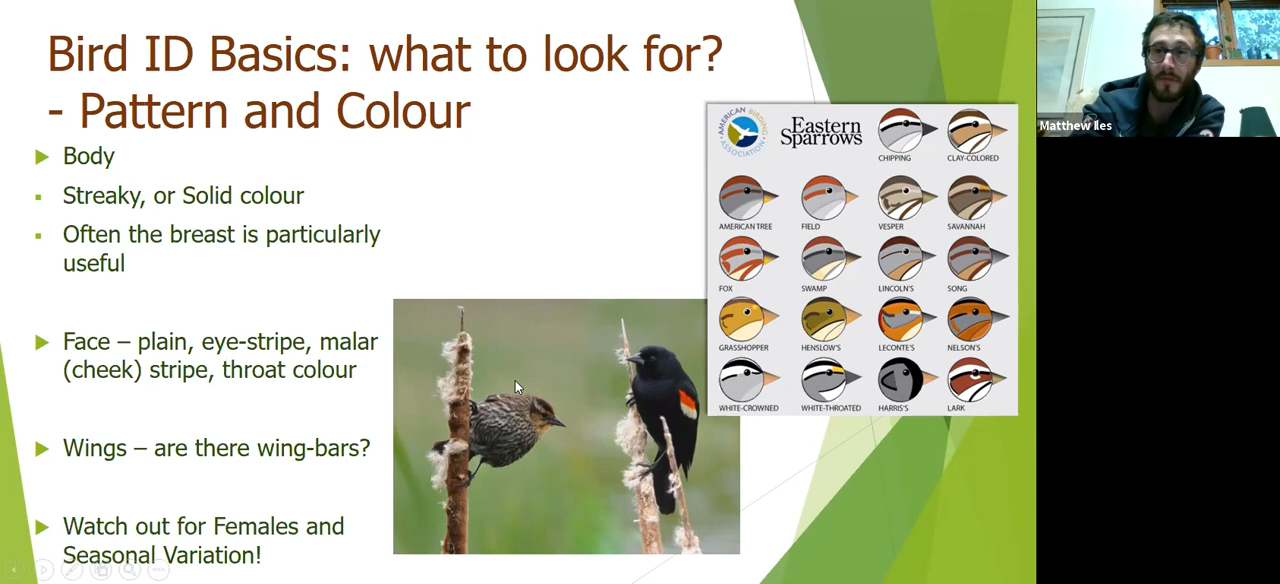 Bird ID Basics: what to look for?
- Pattern and Colour
Body
Streaky, or Solid colour
Often the breast is particularly
useful
Face – plain, eye-stripe, malar
(cheek) stripe, throat colour
Wings – are there wing-bars?
Watch out for Females and
Seasonal Variation!
AMERICAN BIRDING
ASSOCIATION
Eastern
Sparrows
CHIPPING
CLAY-COLORED
AMERICAN TREE
FIELD
VESPER
SAVANNAH
FOX
SWAMP
LINCOLN'S
SONG
GRASSHOPPER
HENSLOW'S
LECONTE'S
NELSON'S
WHITE-CROWNED
WHITE-THROATED
HARRIS'S
LARK
Matthew Iles